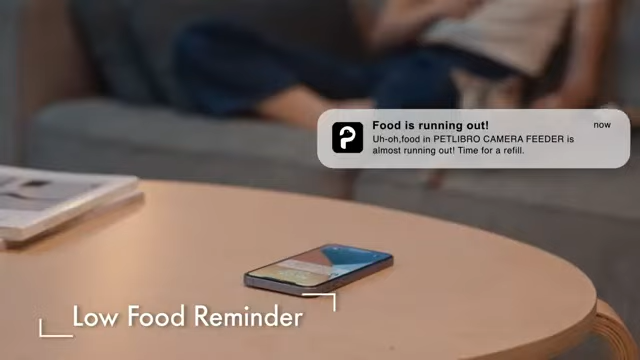 Food is running out!
now
Uh-oh,food in PETLIBRO CAMERA FEEDER is
almost running out! Time for a refill.
Low Food Reminder